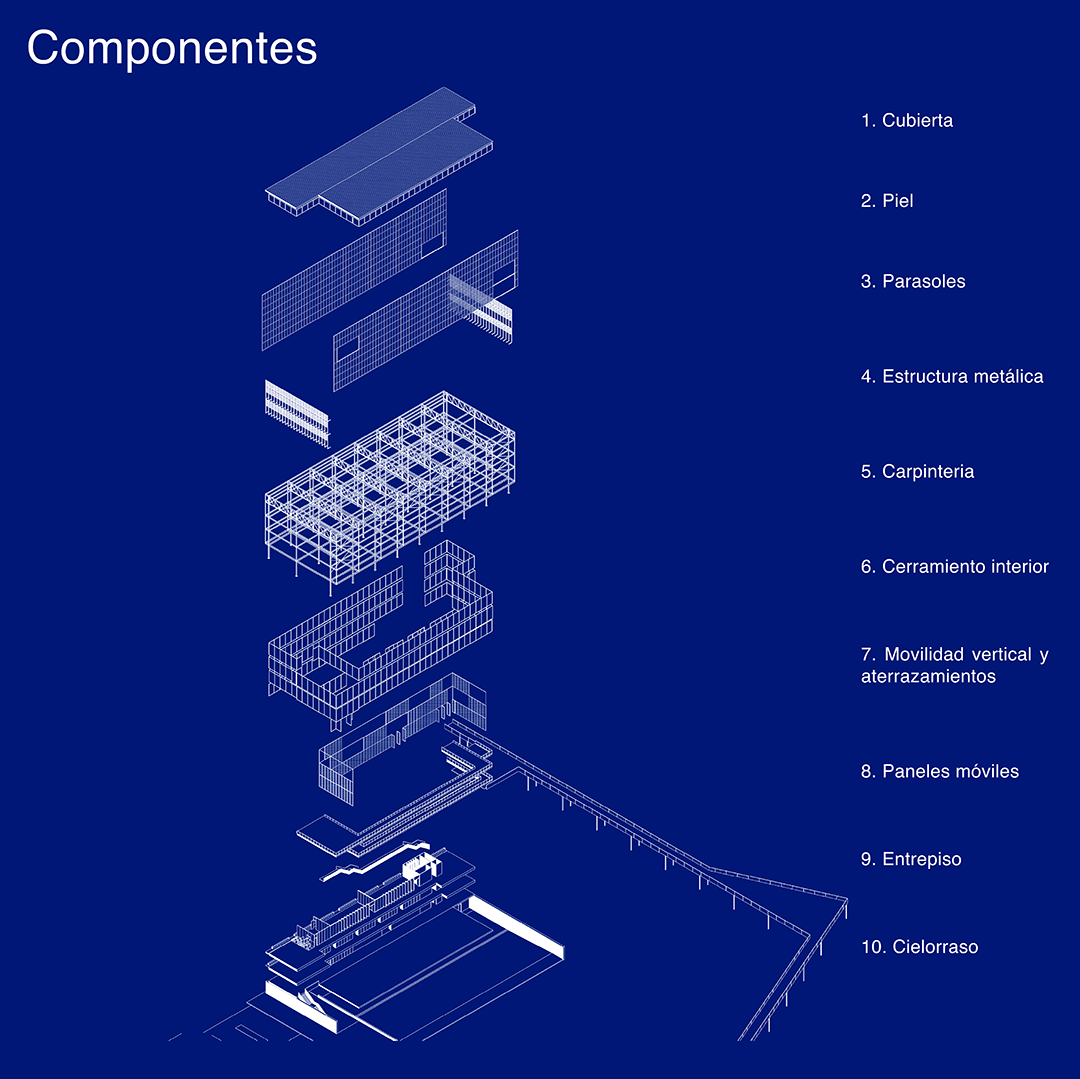 Componentes
1. Cubierta
2. Piel
3. Parasoles
4. Estructura metálica
5. Carpinteria
6. Cerramiento interior
7. Movilidad vertical y
aterrazamientos
8. Paneles móviles
9. Entrepiso
10. Cielorraso